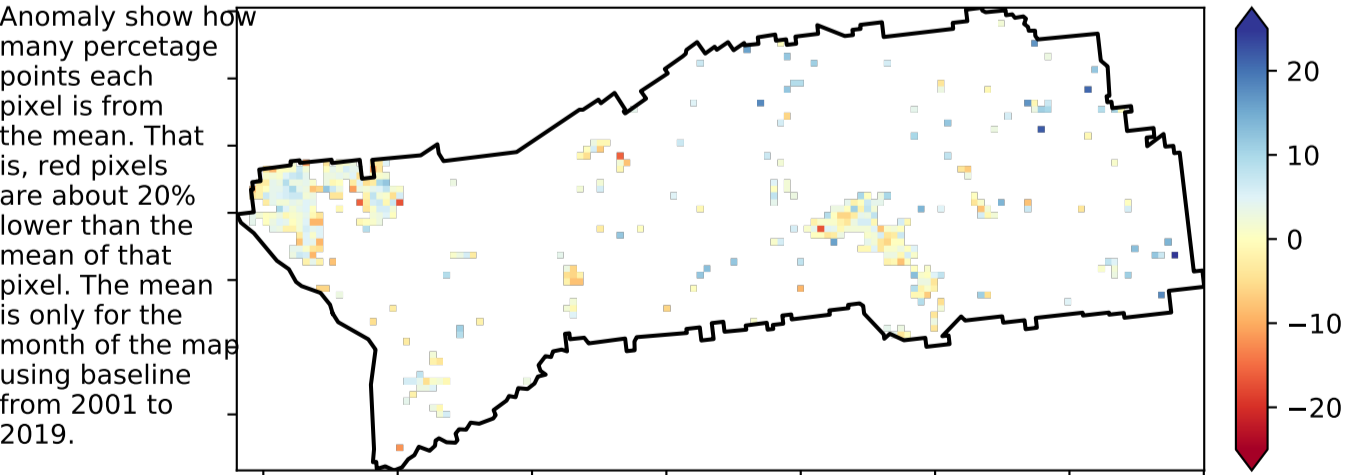 Anomaly show how
many percetage
points each
pixel is from
the mean. That
is, red pixels
are about 20%
lower than the
mean of that
pixel. The mean
is only for the
month of the map
using baseline
from 2001 to
2019.
20
10
0
−10
−20